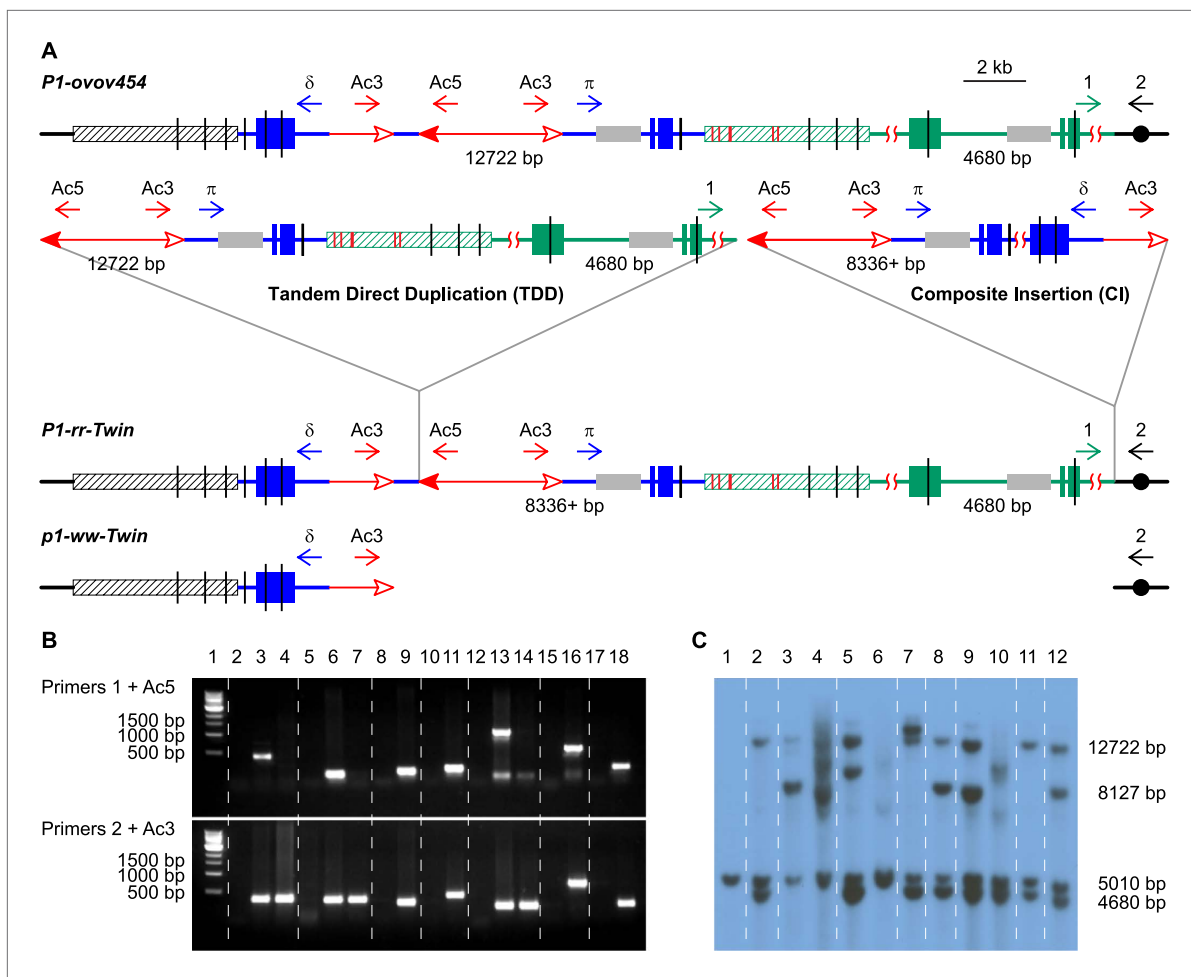 A
P1-ovov454
δ Ac3 Ac5 Ac3 π 2 kb 1 2
12722 bp 4680 bp
Ac5 Ac3 π 1 Ac5 Ac3 π δ Ac3
12722 bp 4680 bp 8336+ bp
Tandem Direct Duplication (TDD) Composite Insertion (CI)
P1-rr-Twin
δ Ac3 Ac5 Ac3 π 1 2
8336+ bp 4680 bp
p1-ww-Twin
δ Ac3 2
B
1 2 3 4 5 6 7 8 9 10 11 12 13 14 15 16 17 18
Primers 1 + Ac5
1500 bp
1000 bp
500 bp
Primers 2 + Ac3
1500 bp
1000 bp
500 bp
C
1 2 3 4 5 6 7 8 9 10 11 12
12722 bp
8127 bp
5010 bp
4680 bp